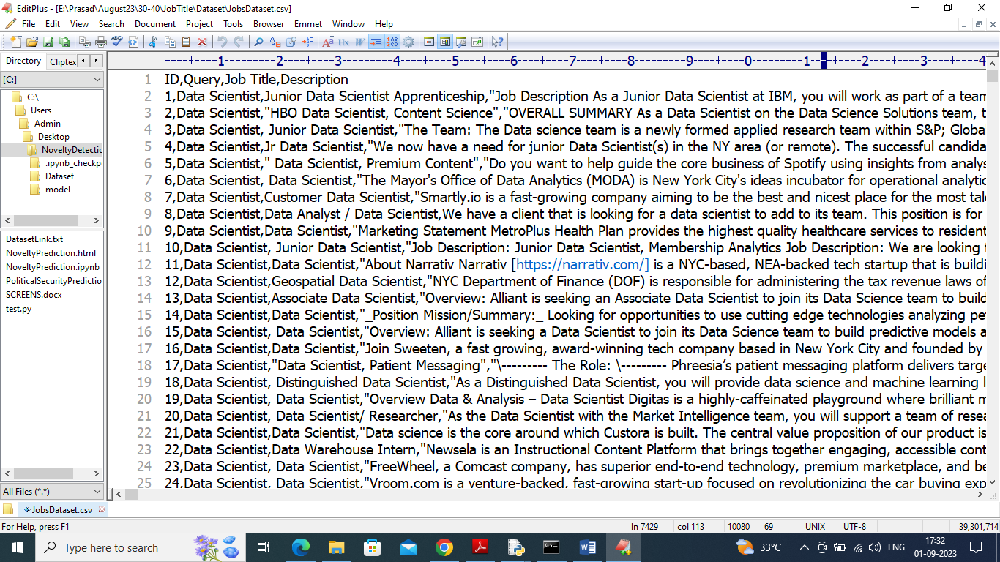 EditPlus - [E:\Prasad\August23\30-40\JobTitle\Dataset\JobsDataset.csv]
File Edit View Search Document Project Tools Browser Emmet Window Help
Directory Cliptex
[C:]
C:\
Users
Admin
Desktop
NoveltyDetectic
.ipynb_checkp
Dataset
model
DatasetLink.txt
NoveltyPrediction.html
NoveltyPrediction.ipynb
PoliticalSecurityPredictio
SCREENS.docx
test.py
All Files (*.*)
----+----1----+----2----+----3----+----4----+----5----+----6----+----7----+----8----+----9----+----0----+----1----+----2----+----3----+----4
1 ID,Query,Job Title,Description
2 1,Data Scientist,Junior Data Scientist Apprenticeship,"Job Description As a Junior Data Scientist at IBM, you will work as part of a team
3 2,Data Scientist,"HBO Data Scientist, Content Science","OVERALL SUMMARY As a Data Scientist on the Data Science Solutions team, t
4 3,Data Scientist, Junior Data Scientist,"The Team: The Data science team is a newly formed applied research team within S&P; Globa
5 4,Data Scientist,Jr Data Scientist,"We now have a need for junior Data Scientist(s) in the NY area (or remote). The successful candida
6 5,Data Scientist," Data Scientist, Premium Content","Do you want to help guide the core business of Spotify using insights from analys
7 6,Data Scientist, Data Scientist,"The Mayor's Office of Data Analytics (MODA) is New York City's ideas incubator for operational analytic
8 7,Data Scientist,Customer Data Scientist,"Smartly.io is a fast-growing company aiming to be the best and nicest place for the most tale
9 8,Data Scientist,Data Analyst / Data Scientist,We have a client that is looking for a data scientist to add to its team. This position is for
10 9,Data Scientist,Data Scientist,"Marketing Statement MetroPlus Health Plan provides the highest quality healthcare services to resident
11 10,Data Scientist, Junior Data Scientist,"Job Description: Junior Data Scientist, Membership Analytics Job Description: We are looking f
12 11,Data Scientist,Data Scientist,"About Narrativ Narrativ [https://narrativ.com/] is a NYC-based, NEA-backed tech startup that is buildi
13 12,Data Scientist,Geospatial Data Scientist,"NYC Department of Finance (DOF) is responsible for administering the tax revenue laws of
14 13,Data Scientist,Associate Data Scientist,"Overview: Alliant is seeking an Associate Data Scientist to join its Data Science team to build
15 14,Data Scientist,Data Scientist,"_Position Mission/Summary:_ Looking for opportunities to use cutting edge technologies analyzing pe
16 15,Data Scientist, Data Scientist,"Overview: Alliant is seeking a Data Scientist to join its Data Science team to build predictive models a
17 16,Data Scientist,Data Scientist,"Join Sweeten, a fast growing, award-winning tech company based in New York City and founded by
18 17,Data Scientist,"Data Scientist, Patient Messaging","\--------- The Role: \--------- Phreesia’s patient messaging platform delivers targe
19 18,Data Scientist, Distinguished Data Scientist,"As a Distinguished Data Scientist, you will provide data science and machine learning l
20 19,Data Scientist, Data Scientist,"Overview Data & Analysis – Data Scientist Digitas is a highly-caffeinated playground where brilliant m
21 20,Data Scientist, Data Scientist/ Researcher,"As the Data Scientist with the Market Intelligence team, you will support a team of resea
22 21,Data Scientist,Data Scientist,"Data science is the core around which Custora is built. The central value proposition of our product is
23 22,Data Scientist,Data Warehouse Intern,"Newsela is an Instructional Content Platform that brings together engaging, accessible cont
24 23,Data Scientist, Data Scientist,"FreeWheel, a Comcast company, has superior end-to-end technology, premium marketplace, and be
25 24,Data Scientist, Data Scientist,"Vroom.com is a venture-backed, fast-growing start-up focused on revolutionizing the car buying exp
JobsDataset.csv
For Help, press F1 ln 7429 col 113 10080 69 UNIX UTF-8 39,301,714
Type here to search 33°C ENG 17:32
01-09-2023